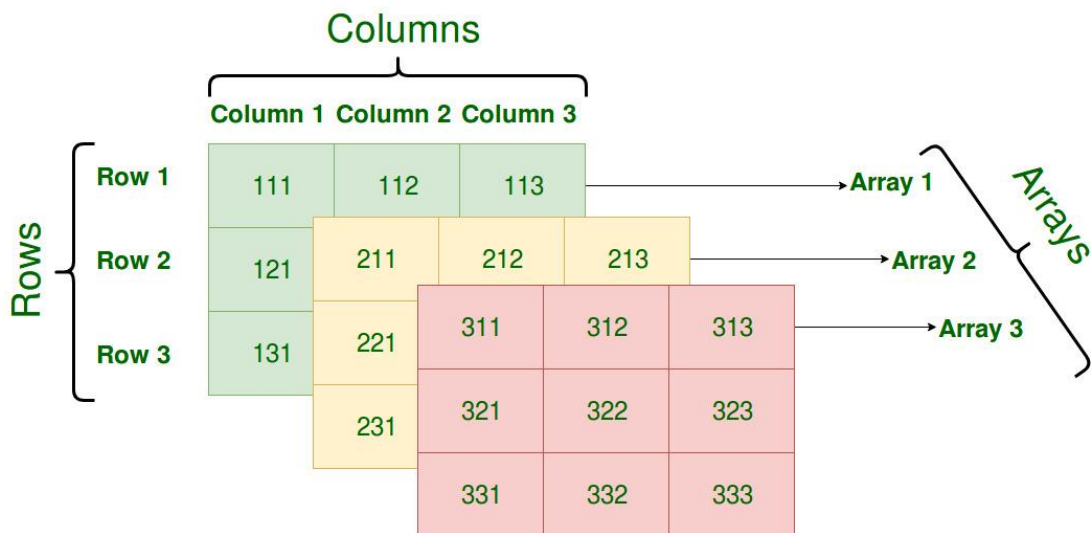 Columns
Column 1 Column 2 Column 3
Rows
Row 1
Row 2
Row 3
111 112 113
121
131
211 212 213
221
231
311 312 313
321 322 323
331 332 333
Array 1
Array 2
Array 3
Arrays